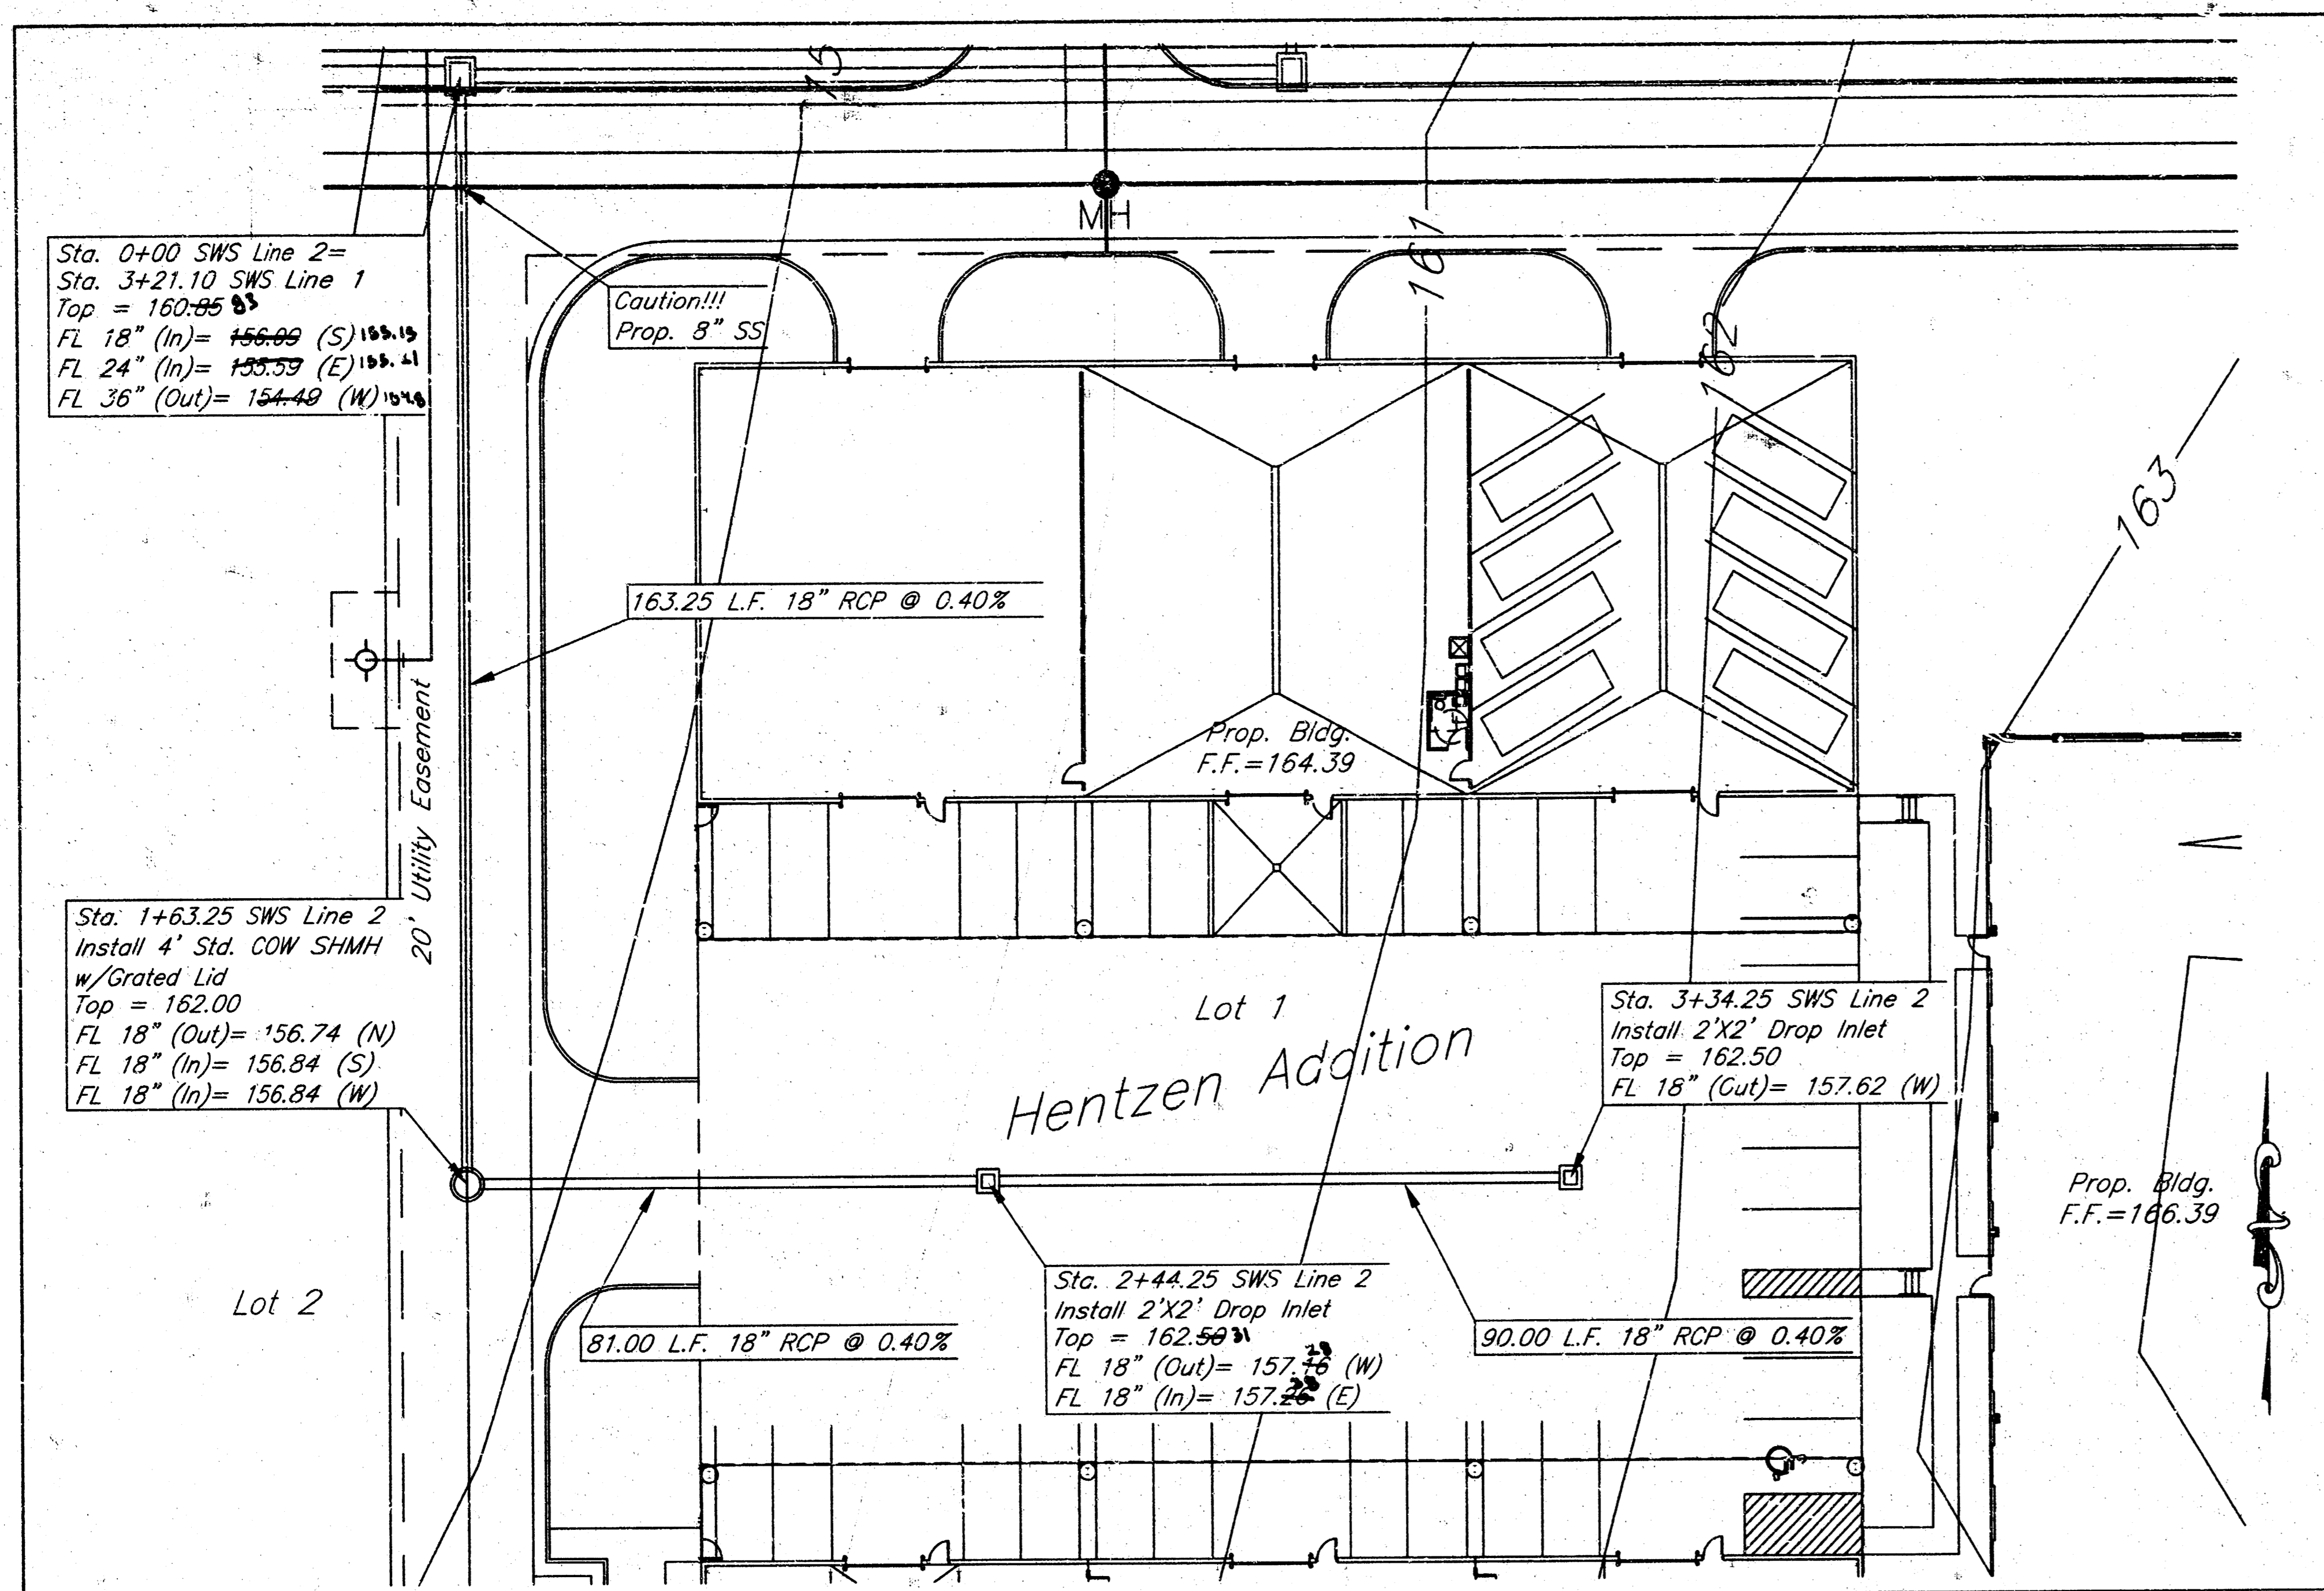 15
MH
161
162
163
Sta. 0+00 SWS Line 2=
Sta. 3+21.10 SWS Line 1
Top = 160.85 93
FL 18" (In)= 156.09 (S) 155.15
FL 24" (In)= 155.59 (E)
FL 36" (Out)= 154.49 (W)
Caution!!!
Prop. 8" SS
163.25 L.F. 18" RCP @ 0.40%
20' Utility Easement
Prop. Bldg.
F.F.=164.39
Sta. 1+63.25 SWS Line 2
Install 4' Std. COW SHMH
w/Grated Lid
Top = 162.00
FL 18" (Out)= 156.74 (N)
FL 18" (In)= 156.84 (S)
FL 18" (In)= 156.84 (W)
Lot 1
Hentzen Addition
Sta. 3+34.25 SWS Line 2
Install 2'X2' Drop Inlet
Top = 162.50
FL 18" (Out)= 157.62 (W)
Prop. Bldg.
F.F.=166.39
Lot 2
81.00 L.F. 18" RCP @ 0.40%
Sta. 2+44.25 SWS Line 2
Install 2'X2' Drop Inlet
Top = 162.50 31
FL 18" (Out)= 157.16 28 (W)
FL 18" (In)= 157.26 38 (E)
90.00 L.F. 18" RCP @ 0.40%